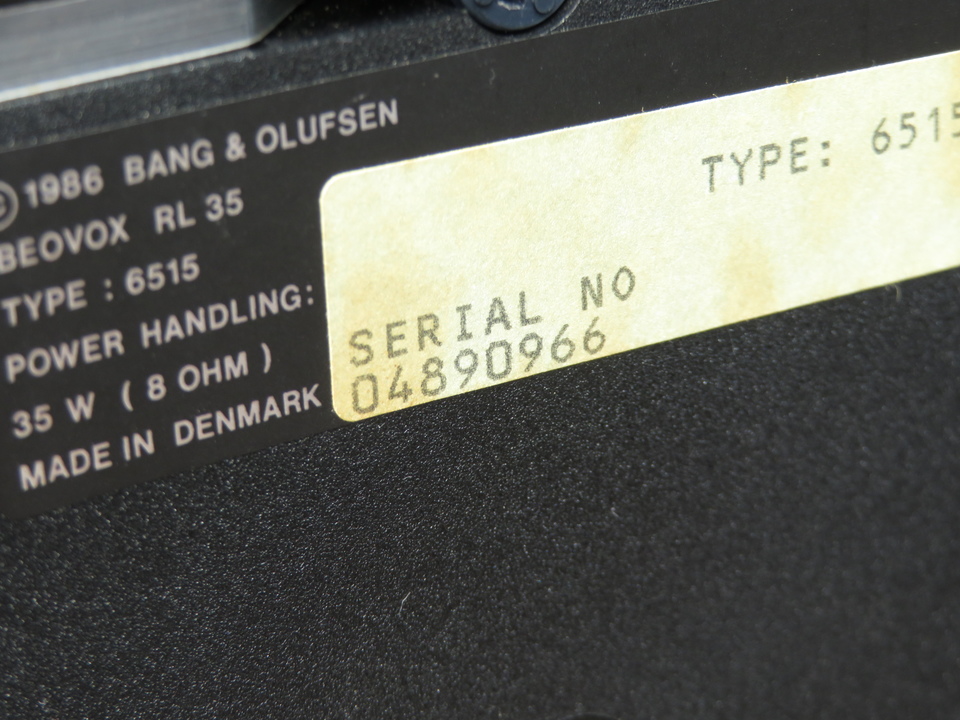 © 1986 BANG & OLUFSEN
BEOVOX RL 35
TYPE : 6515
POWER HANDLING:
35 W ( 8 OHM )
MADE IN DENMARK
TYPE: 6515
SERIAL NO
04890966